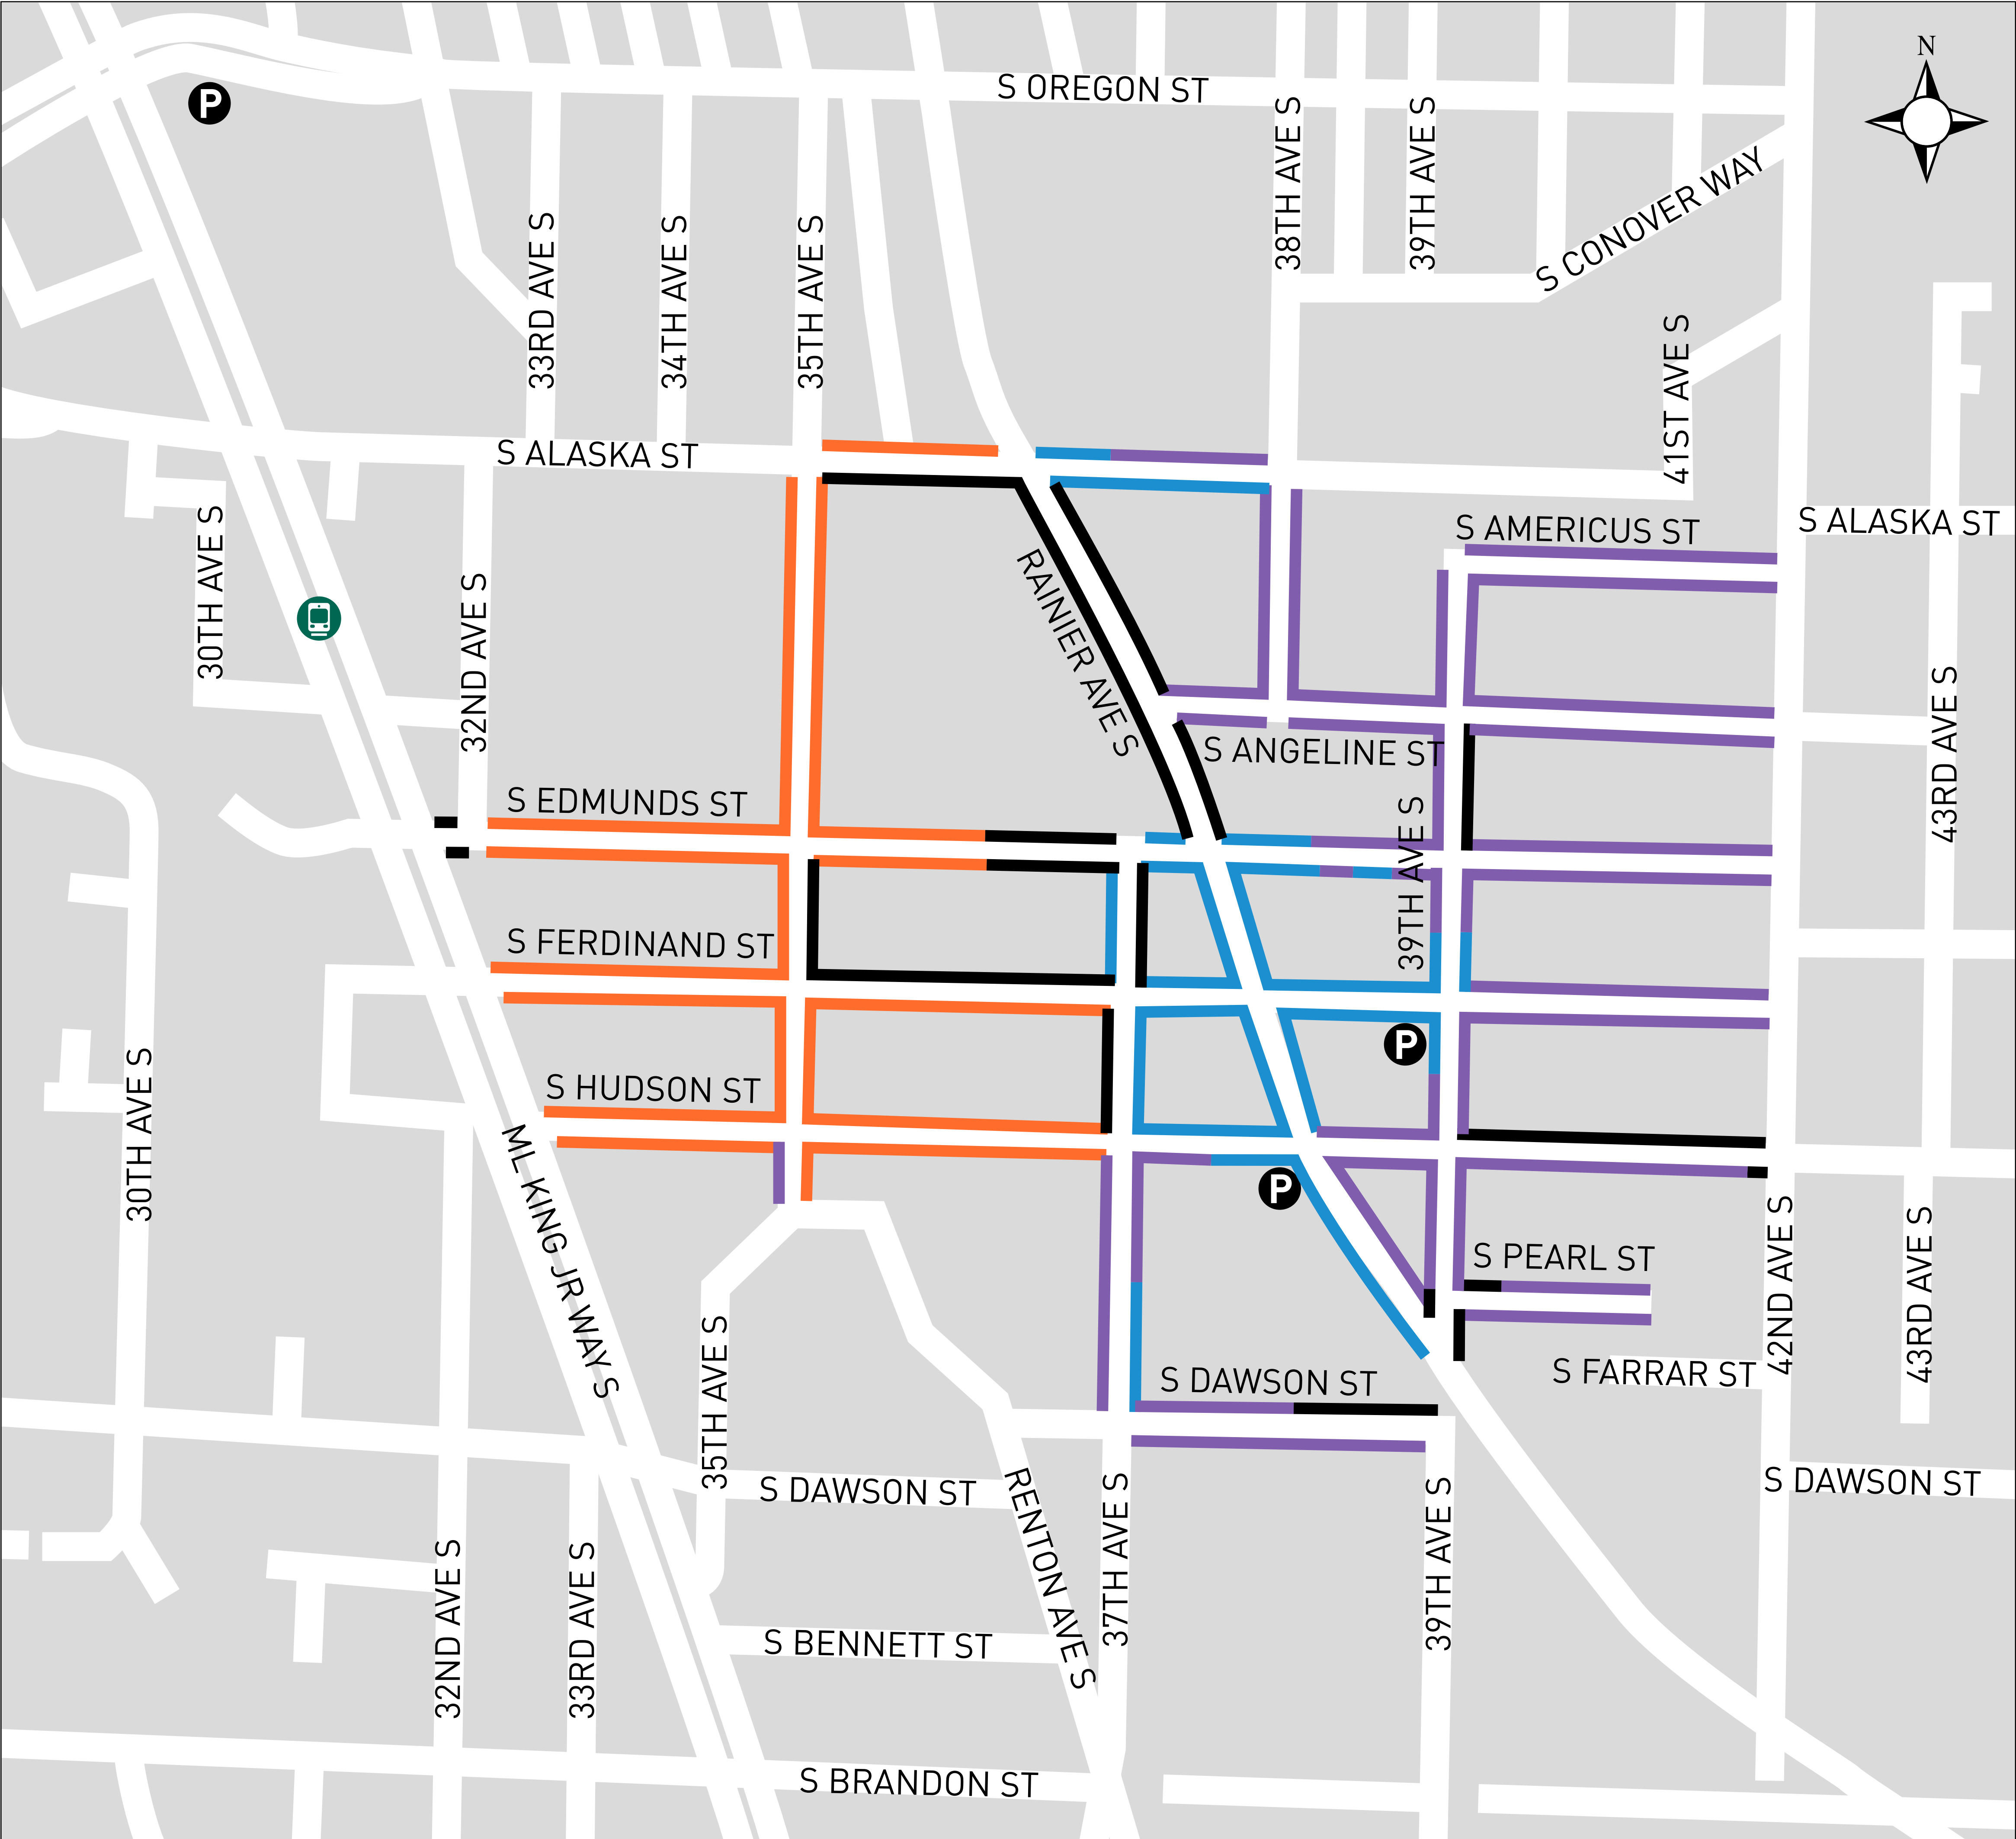 N
S OREGON ST
P
38TH AVE S
39TH AVE S
S CONOVER WAY
33RD AVE S
34TH AVE S
35TH AVE S
41ST AVE S
S ALASKA ST
S ALASKA ST
S AMERICUS ST
30TH AVE S
32ND AVE S
RAINIER AVE S
43RD AVE S
S ANGELINE ST
S EDMUNDS ST
39TH AVE S
S FERDINAND ST
P
S HUDSON ST
30TH AVE S
ML KING JR WAY S
P
42ND AVE S
43RD AVE S
S PEARL ST
35TH AVE S
S DAWSON ST
S FARRAR ST
S DAWSON ST
S DAWSON ST
RENTON AVE S
37TH AVE S
39TH AVE S
32ND AVE S
33RD AVE S
S BENNETT ST
S BRANDON ST